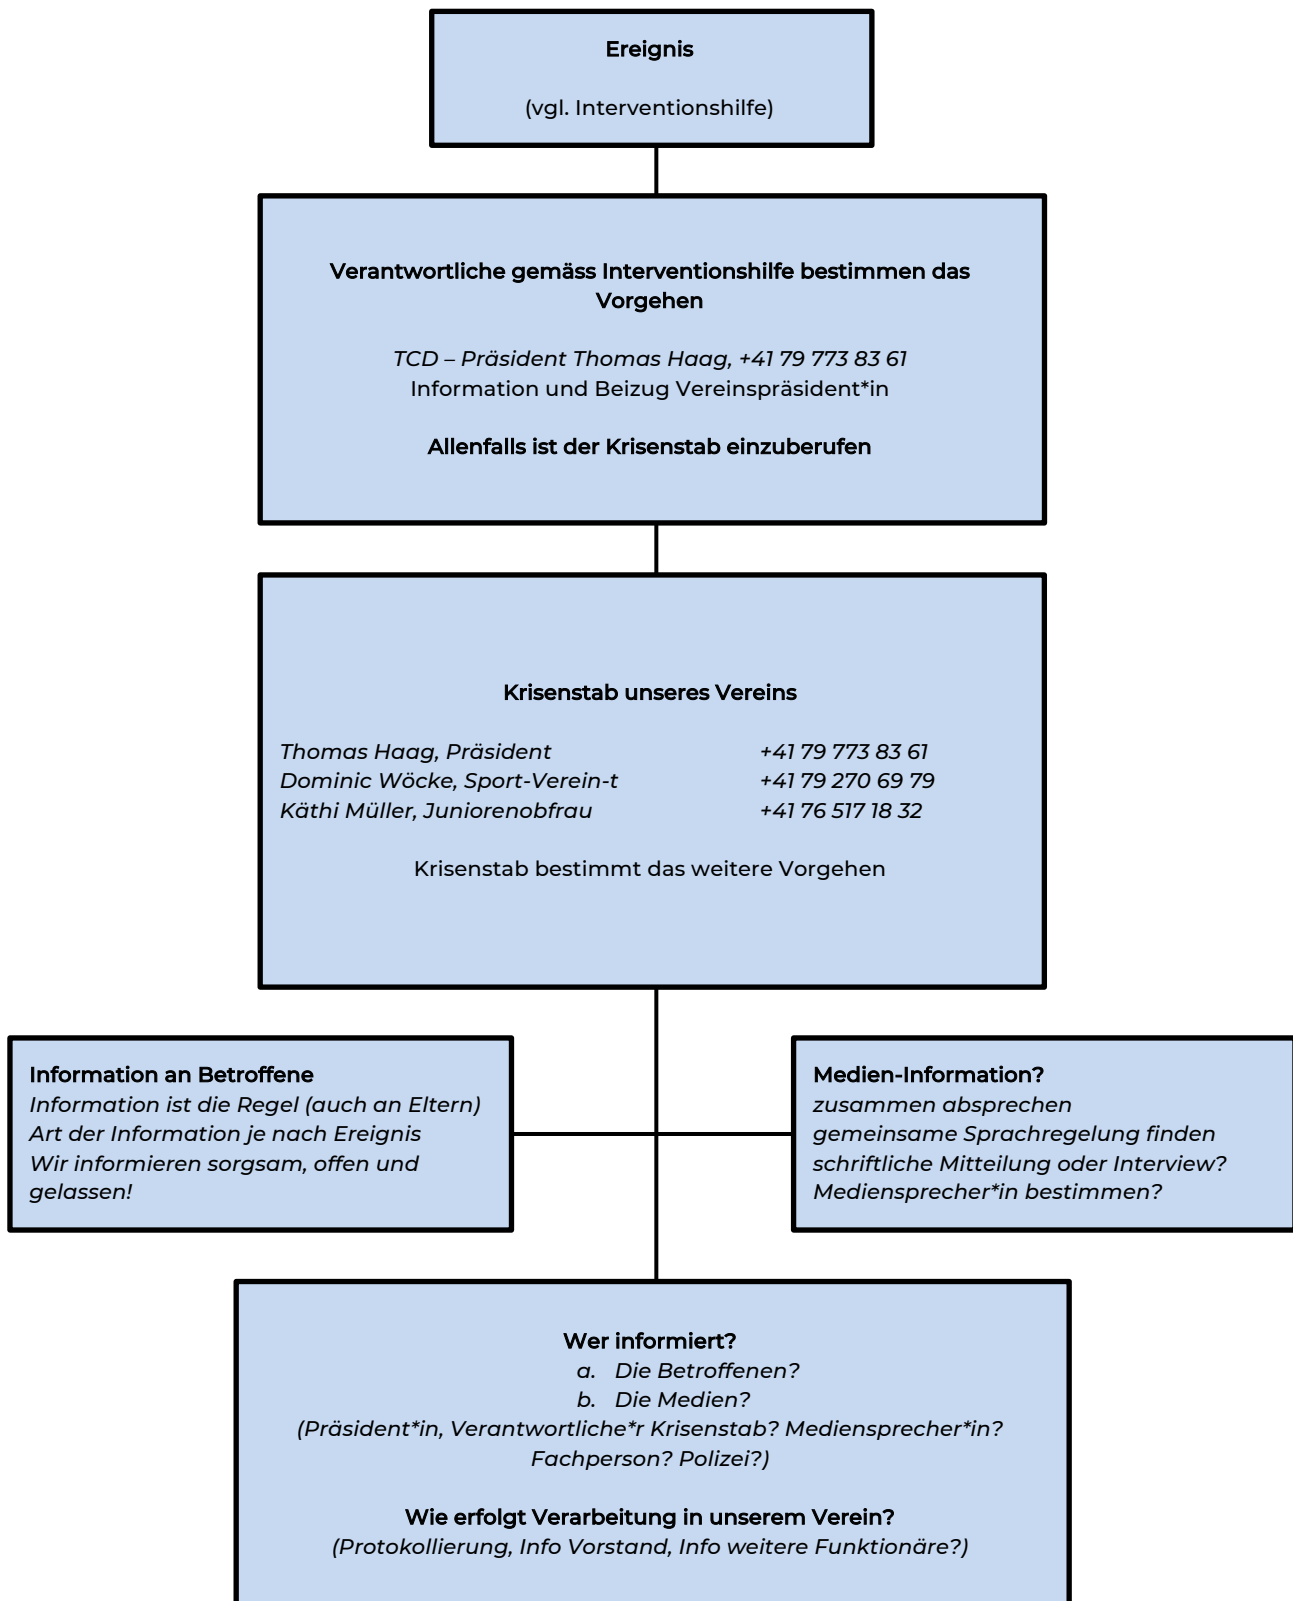 Ereignis
(vgl. Interventionshilfe)
Verantwortliche gemäss Interventionshilfe bestimmen das
Vorgehen
TCD – Präsident Thomas Haag, +41 79 773 83 61
Information und Beizug Vereinspräsident*in
Allenfalls ist der Krisenstab einzuberufen
Krisenstab unseres Vereins
Thomas Haag, Präsident +41 79 773 83 61
Dominic Wöcke, Sport-Verein-t +41 79 270 69 79
Käthi Müller, Juniorenobfrau +41 76 517 18 32
Krisenstab bestimmt das weitere Vorgehen
Information an Betroffene
Information ist die Regel (auch an Eltern)
Art der Information je nach Ereignis
Wir informieren sorgsam, offen und
gelassen!
Medien-Information?
zusammen absprechen
gemeinsame Sprachregelung finden
schriftliche Mitteilung oder Interview?
Mediensprecher*in bestimmen?
Wer informiert?
a. Die Betroffenen?
b. Die Medien?
(Präsident*in, Verantwortliche*r Krisenstab? Mediensprecher*in?
Fachperson? Polizei?)
Wie erfolgt Verarbeitung in unserem Verein?
(Protokollierung, Info Vorstand, Info weitere Funktionäre?)